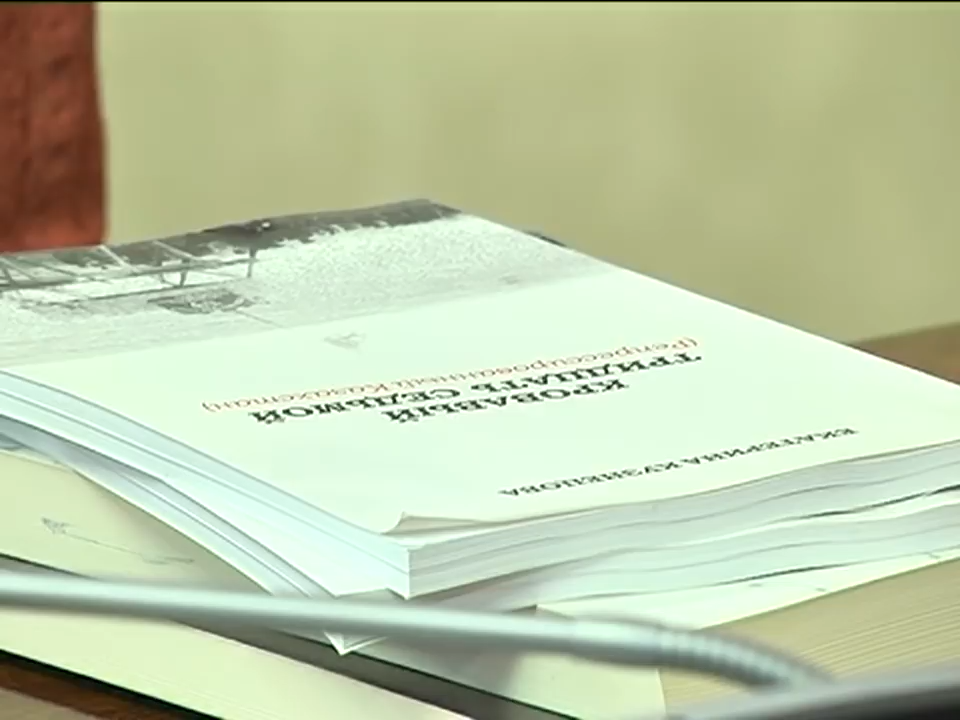 ЕКАТЕРИНА КУЗНЕЦОВА
КРОВАВЫЙ
ТРИДЦАТЬ СЕДЬМОЙ
(Репрессированный Казахстан)